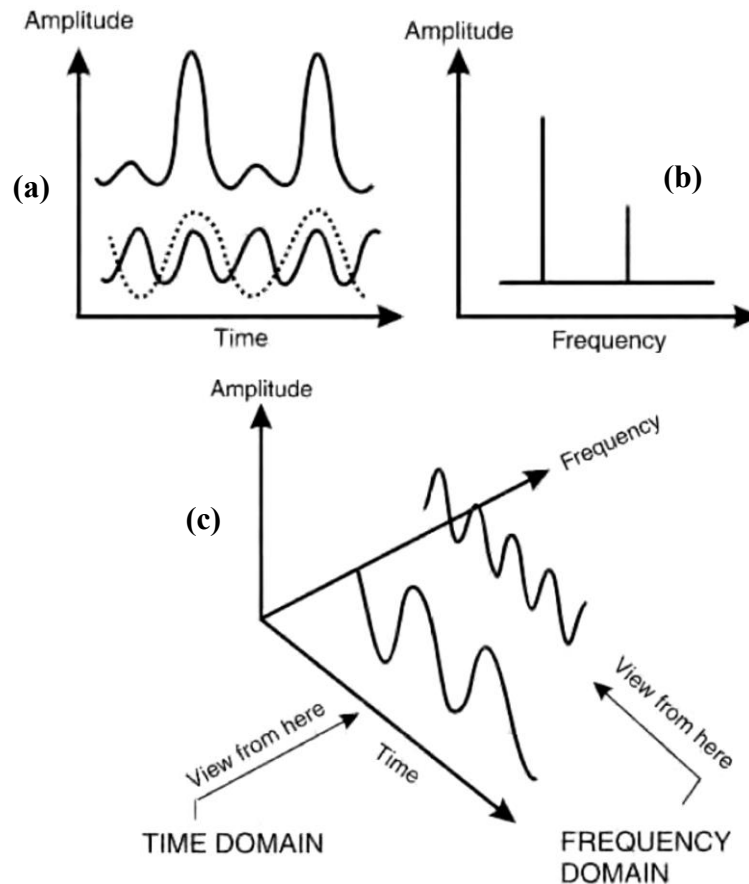 Amplitude
(a)
Time
Amplitude
(b)
Frequency
Amplitude
(c)
Frequency
View from here
Time
View from here
TIME DOMAIN
FREQUENCY
DOMAIN